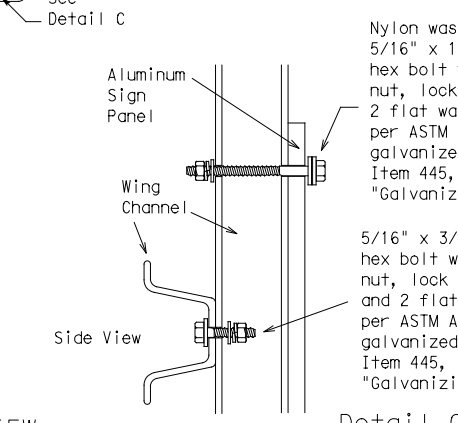 See
Detail C
Nylon was
5/16" x 1
hex bolt
nut, lock
2 flat wa
per ASTM
galvanize
Item 445,
"Galvaniz
Aluminum
Sign
Panel
Wing
Channel
5/16" x 3/
hex bolt w
nut, lock
and 2 flat
per ASTM A
galvanized
Item 445,
"Galvanizi
Side View
Detail